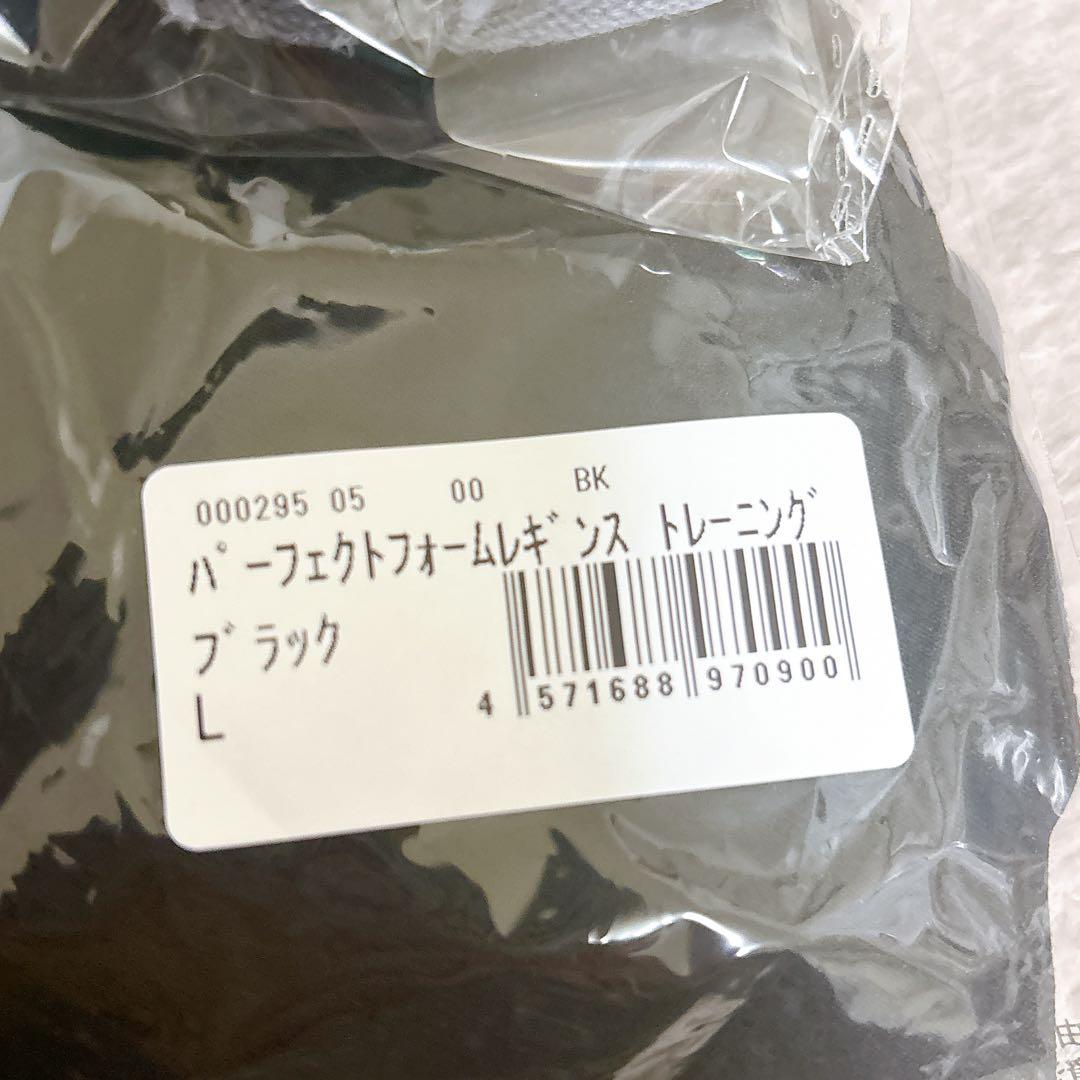 000295 05 00 BK
パーフェクトフォームレギンス トレーニング
ブラック
L
4 571688 970900